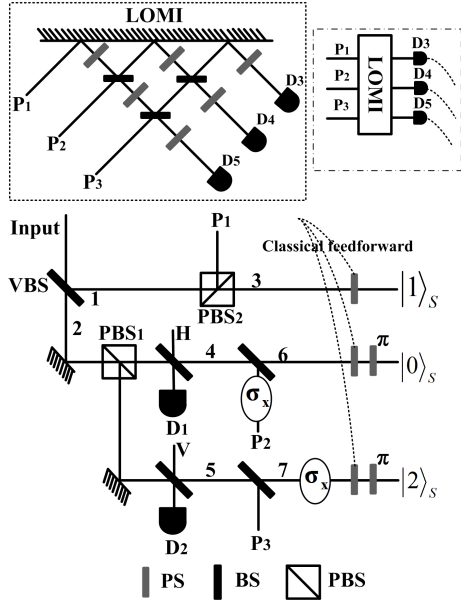 LOMI
P1
P2
P3
D3
D4
D5
P1
P2
P3
LOMI
D3
D4
D5
Input
P1
Classical feedforward
VBS
1
3
|1⟩S
PBS2
2
PBS1
H
4
6
π
|0⟩S
σx
D1
P2
V
5
7
σx
π
|2⟩S
D2
P3
PS
BS
PBS